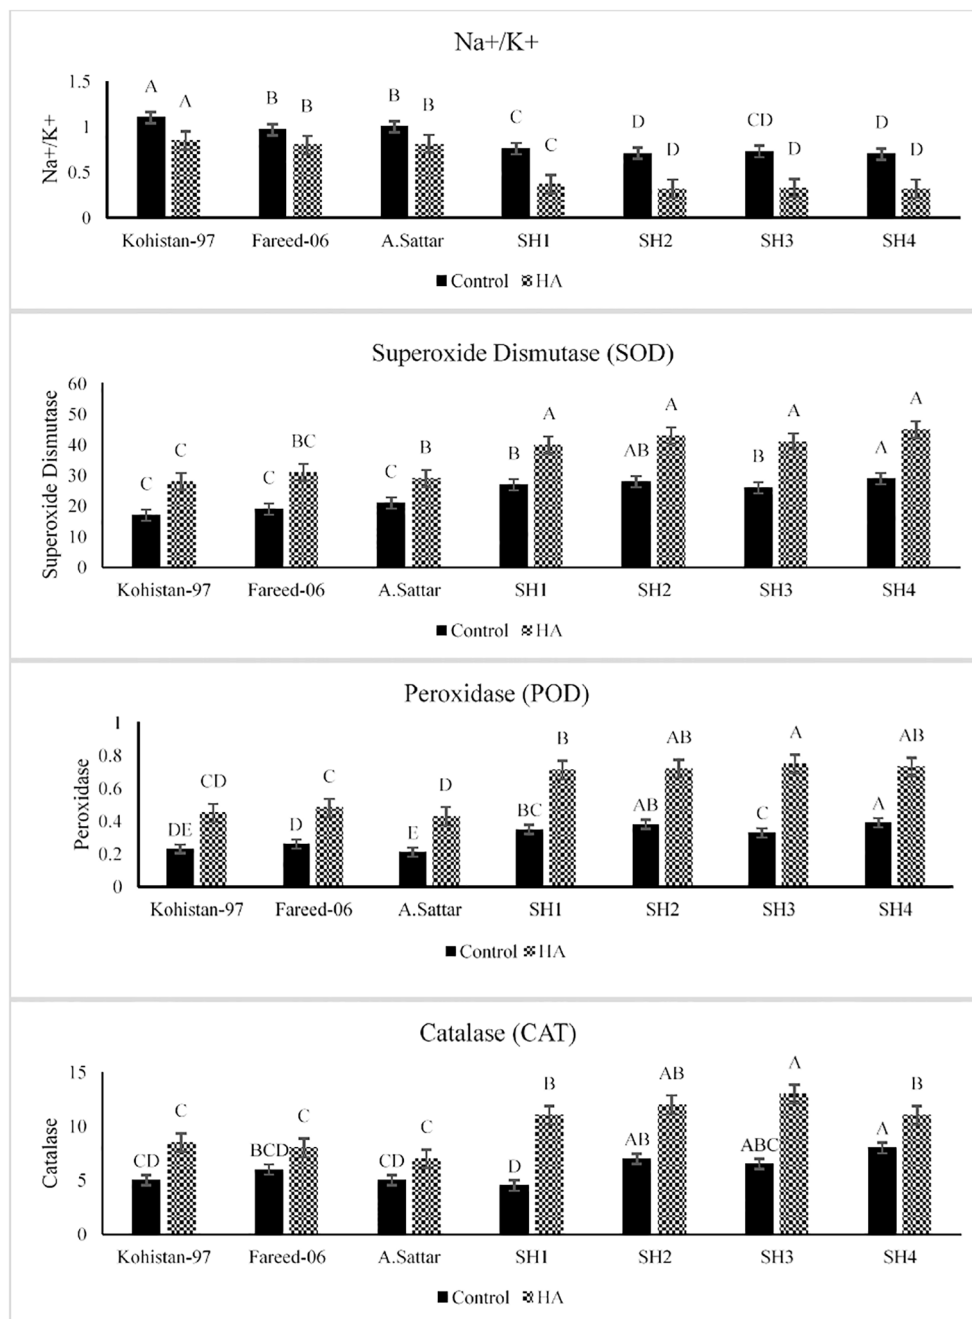 Na+/K+
Na+/K+
1.5
1
0.5
0
A A B B B B C C D D CD D D D
Kohistan-97 Fareed-06 A.Sattar SH1 SH2 SH3 SH4
Control HA
Superoxide Dismutase (SOD)
Superoxide Dismutase
60
50
40
30
20
10
0
C C C BC C B B A AB A B A A A
Kohistan-97 Fareed-06 A.Sattar SH1 SH2 SH3 SH4
Control HA
Peroxidase (POD)
Peroxidase
1
0.8
0.6
0.4
0.2
0
DE CD D C E D BC B AB AB C A A AB
Kohistan-97 Fareed-06 A.Sattar SH1 SH2 SH3 SH4
Control HA
Catalase (CAT)
Catalase
15
10
5
0
CD C BCD C CD C D B AB AB ABC A A B
Kohistan-97 Fareed-06 A.Sattar SH1 SH2 SH3 SH4
Control HA